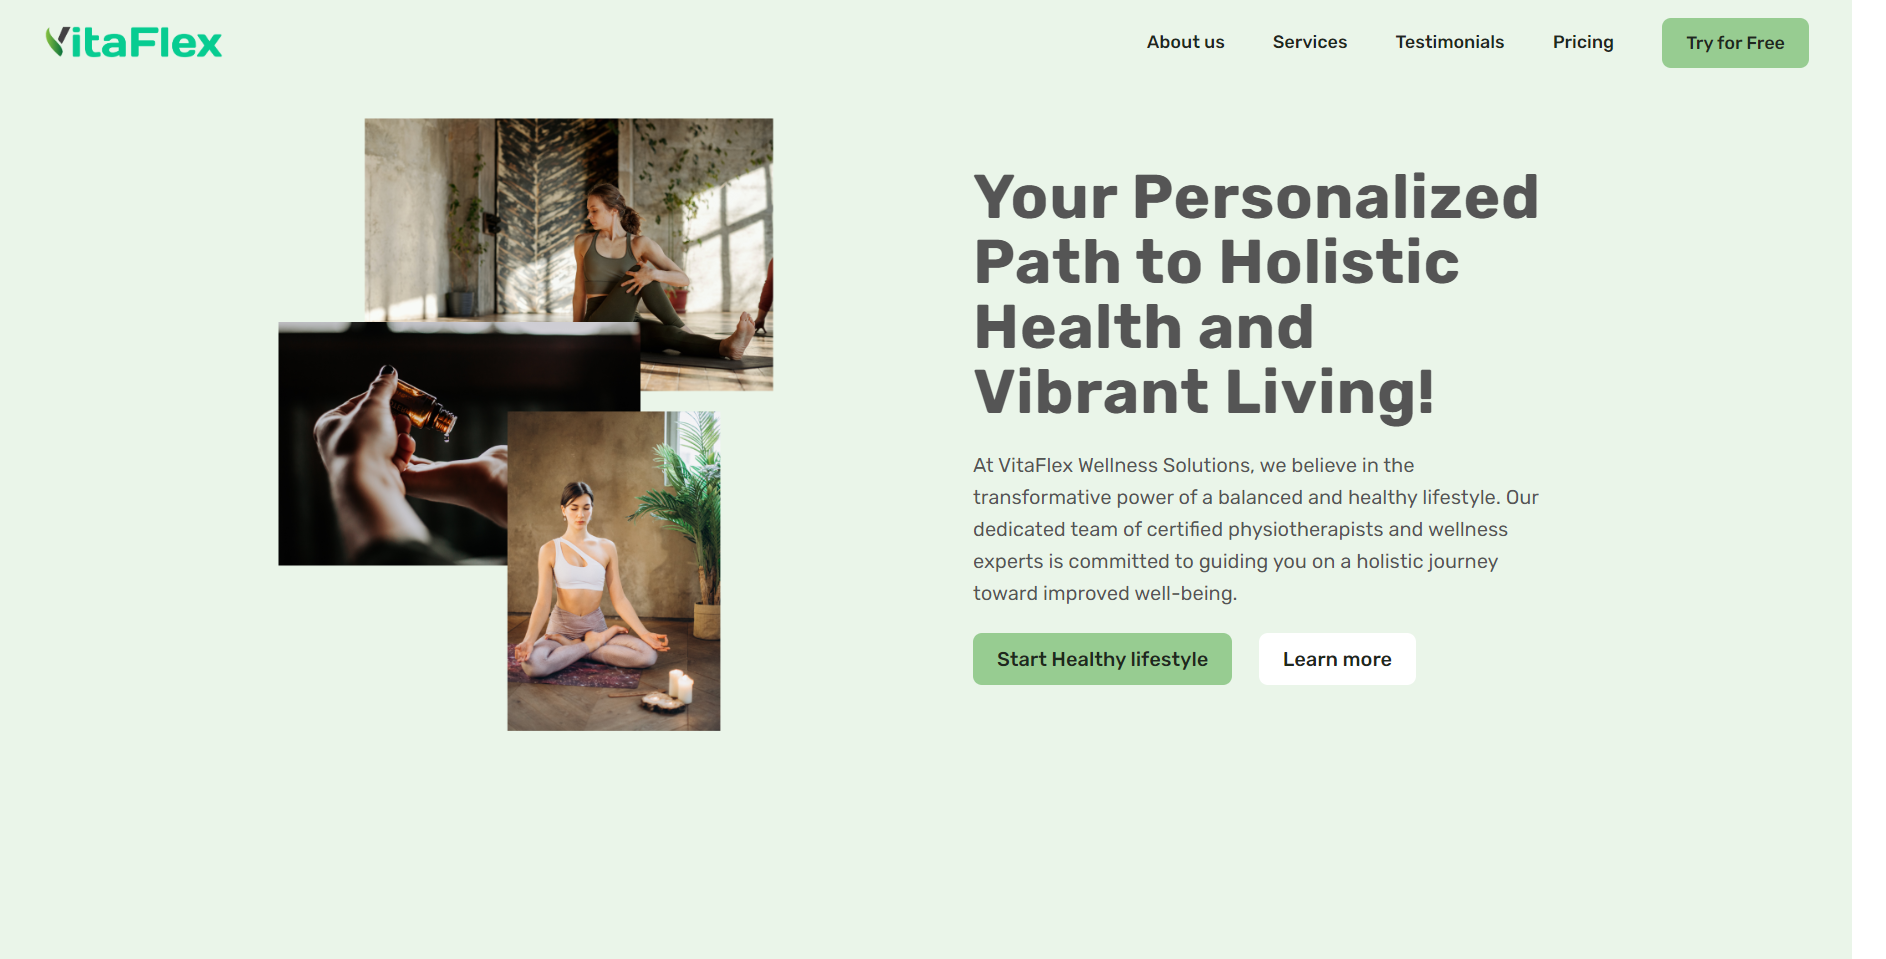 VitaFlex
About us Services Testimonials Pricing Try for Free
Your Personalized
Path to Holistic
Health and
Vibrant Living!
At VitaFlex Wellness Solutions, we believe in the
transformative power of a balanced and healthy lifestyle. Our
dedicated team of certified physiotherapists and wellness
experts is committed to guiding you on a holistic journey
toward improved well-being.
Start Healthy lifestyle Learn more